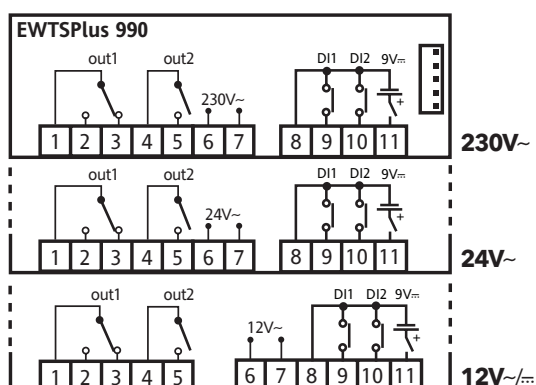 EWTSPlus 990
out1 out2 DI1 DI2 9V⎓
230V~
+
1 2 3 4 5 6 7 8 9 10 11
230V~
out1 out2 DI1 DI2 9V⎓
24V~
+
1 2 3 4 5 6 7 8 9 10 11
24V~
out1 out2 DI1 DI2 9V⎓
12V~
+
1 2 3 4 5 6 7 8 9 10 11
12V~/⎓